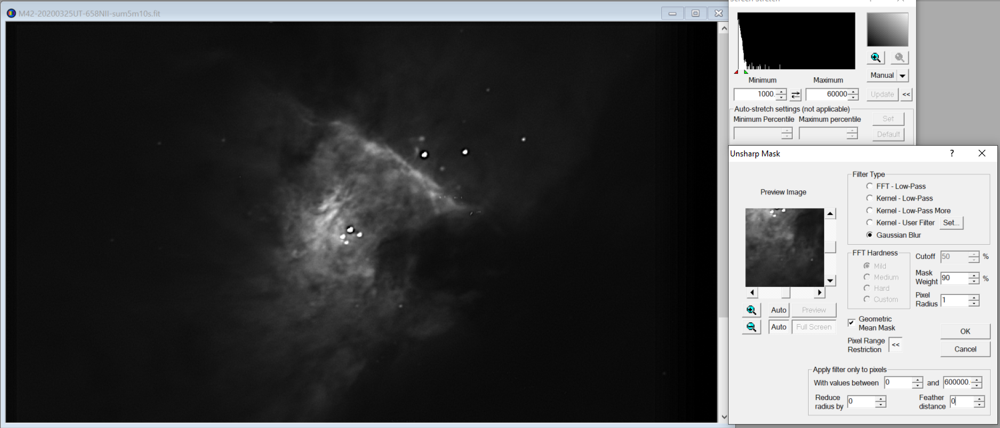 M42-20200325UT-658NII-sum5m10s.fit
Screen Stretch
Minimum Maximum
Manual
1000. 60000 Update <<
Auto-stretch settings (not applicable)
Minimum Percentile Maximum percentile Set
Default
Unsharp Mask ?
Preview Image
Filter Type
FFT - Low-Pass
Kernel - Low-Pass
Kernel - Low-Pass More
Kernel - User Filter Set...
Gaussian Blur
FFT Hardness
Mild
Medium
Hard
Custom
Cutoff 50 %
Mask
Weight 90 %
Pixel
Radius 1
Auto Preview
Auto Full Screen
Geometric
Mean Mask
Pixel Range
Restriction <<
OK
Cancel
Apply filter only to pixels
With values between 0 and 600000.
Reduce
radius by 0
Feather
distance 0